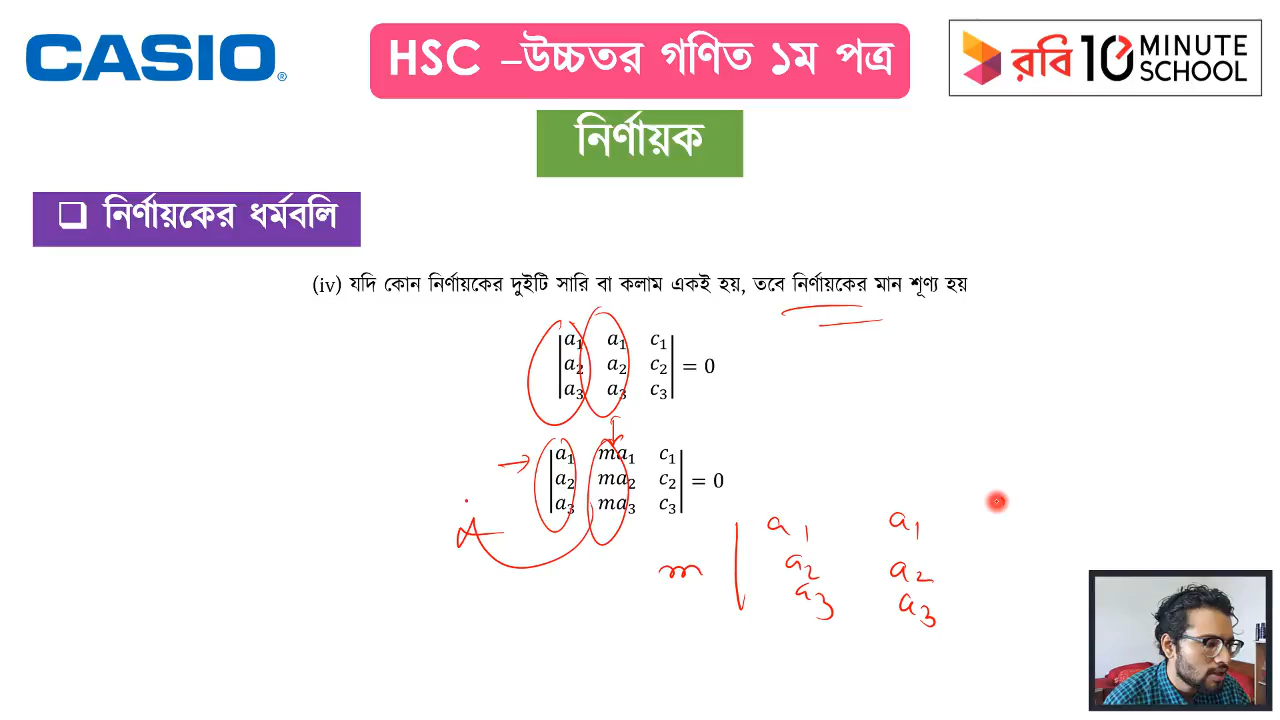 CASIO®
HSC –উচ্চতর গণিত ১ম পত্র
রবি 10 MINUTE SCHOOL
নির্ণায়ক
❑ নির্ণায়কের ধর্মবলি
(iv) যদি কোন নির্ণায়কের দুইটি সারি বা কলাম একই হয়, তবে নির্ণায়কের মান শূণ্য হয়
a₁ a₁ c₁
a₂ a₂ c₂ = 0
a₃ a₃ c₃
a₁ ma₁ c₁
a₂ ma₂ c₂ = 0
a₃ ma₃ c₃
a₁ a₁
m a₂ a₂
a₃ a₃